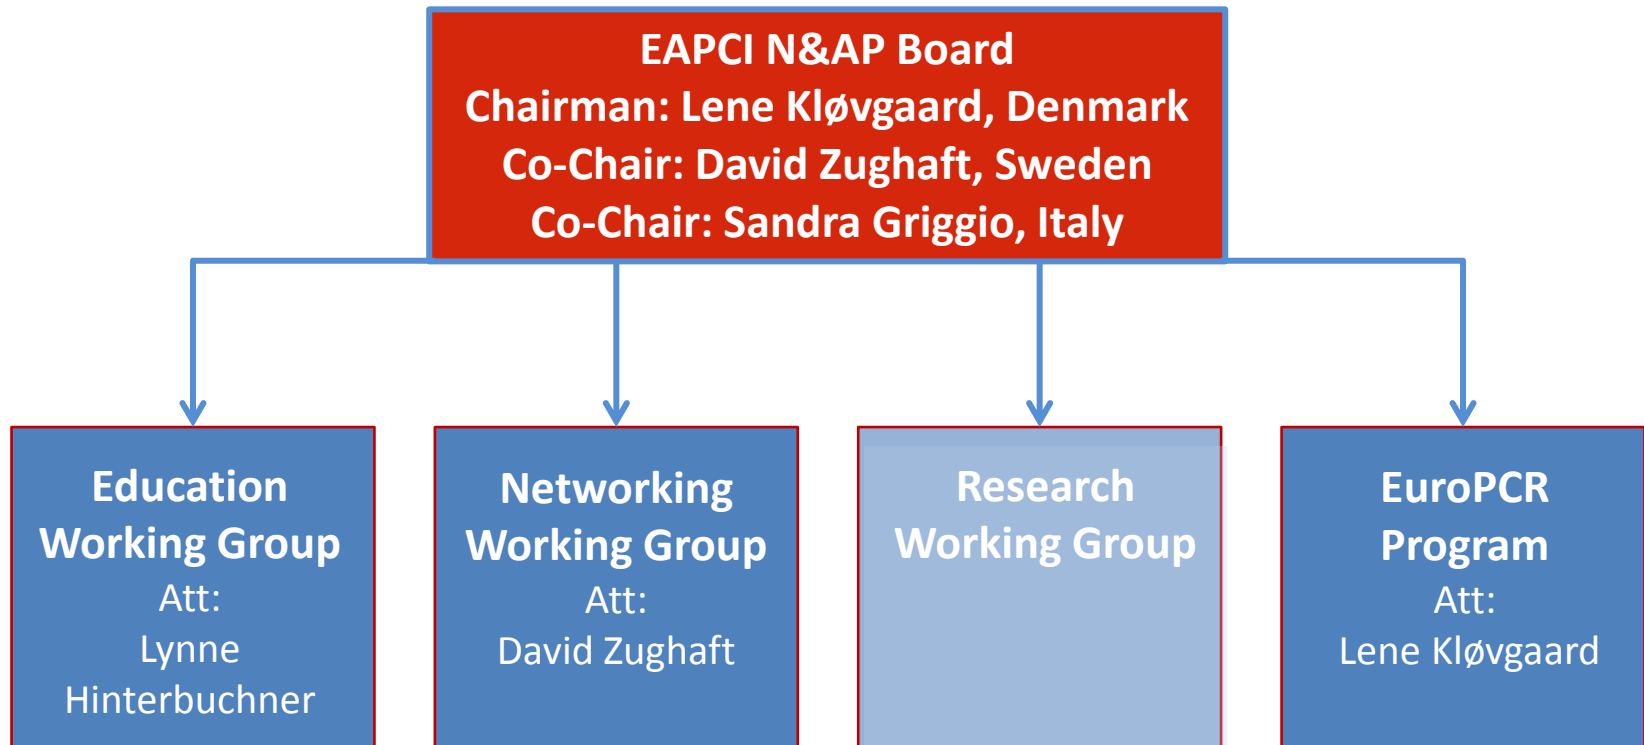 EAPCI N&AP Board
Chairman: Lene Kløvgaard, Denmark
Co-Chair: David Zughaft, Sweden
Co-Chair: Sandra Griggio, Italy
Education
Working Group
Att:
Lynne
Hinterbuchner
Networking
Working Group
Att:
David Zughaft
Research
Working Group
EuroPCR
Program
Att:
Lene Kløvgaard